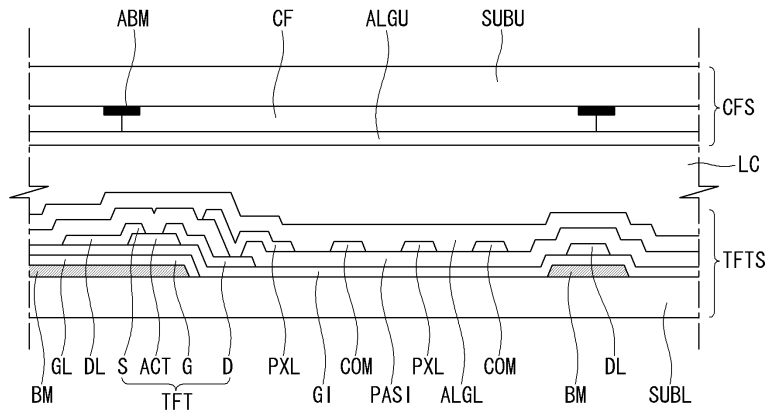 ABM CF ALGU SUBU
CFS
LC
TFTS
GL DL S ACT G D PXL COM PXL COM DL
BM TFT GI PASI ALGL BM SUBL